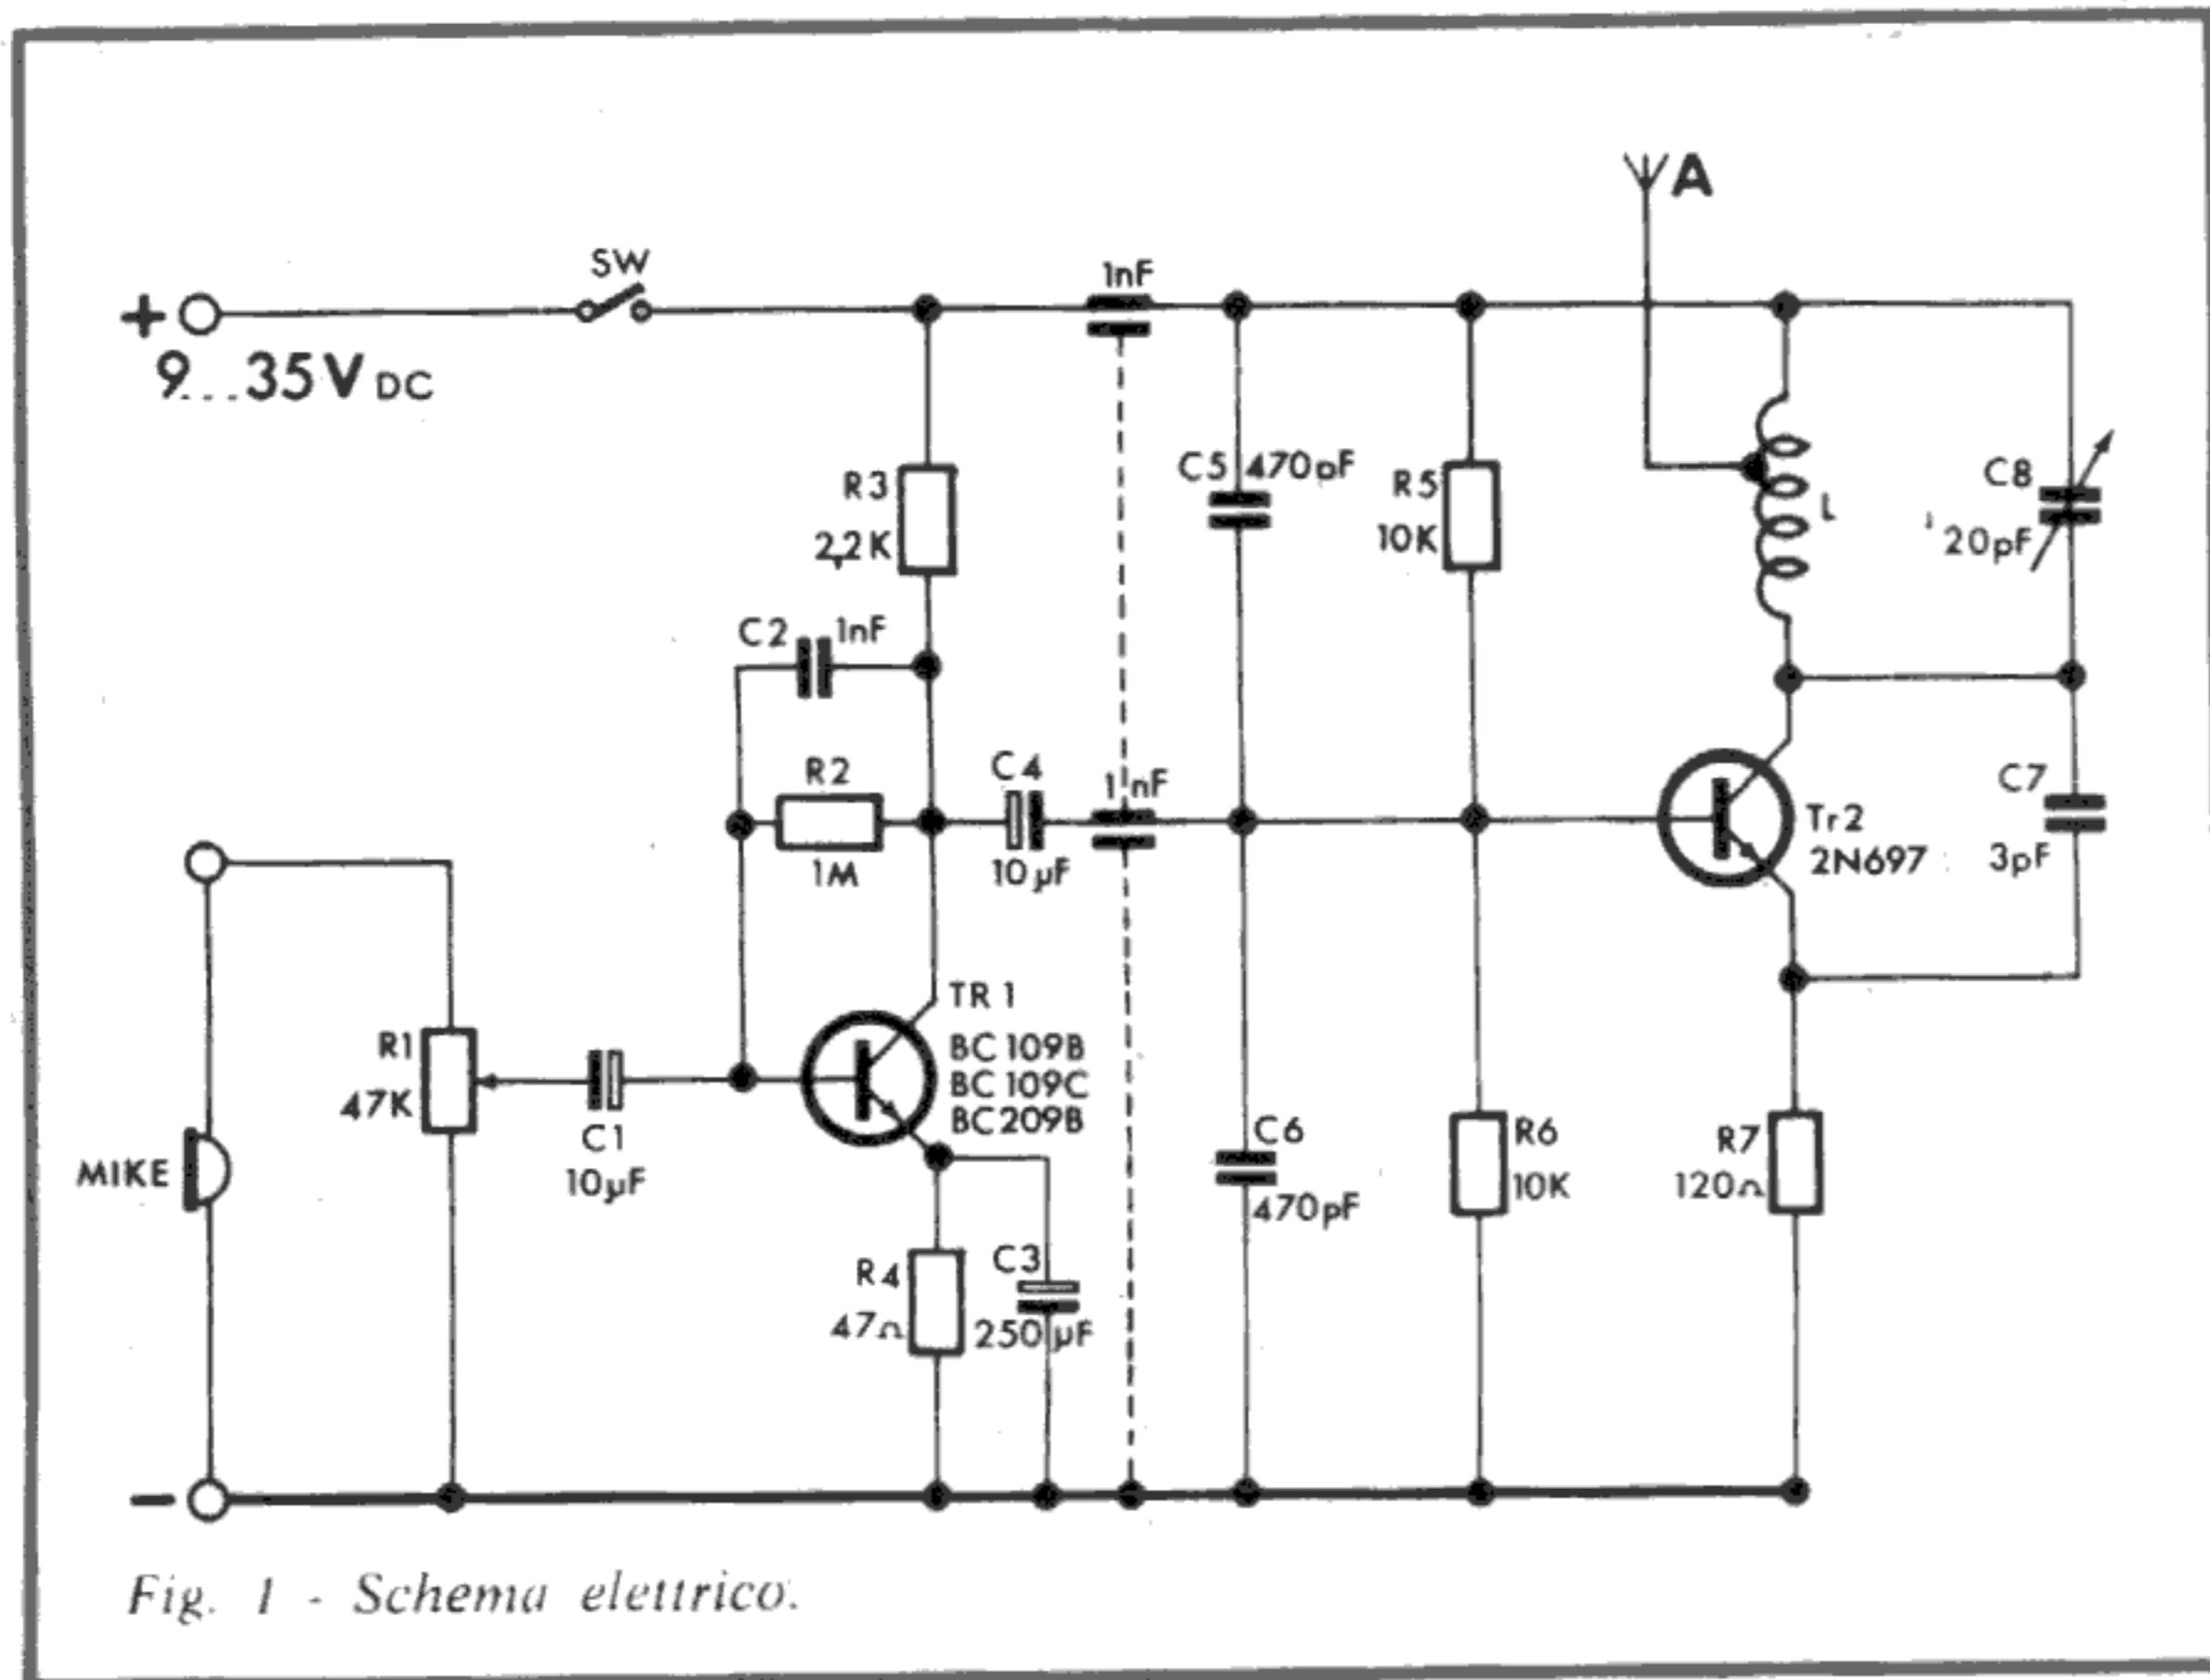 A
SW
1nF
+
9...35V DC
R3
2,2K
C5 470pF
R5
10K
L
C8
20pF
C2 1nF
R2
1M
C4
10µF
1nF
Tr2
2N697
C7
3pF
TR1
BC109B
BC109C
BC209B
R1
47K
C1
10µF
MIKE
C6
470pF
R6
10K
R7
120Ω
R4
47Ω
C3
250µF
-
Fig. 1 - Schema elettrico.